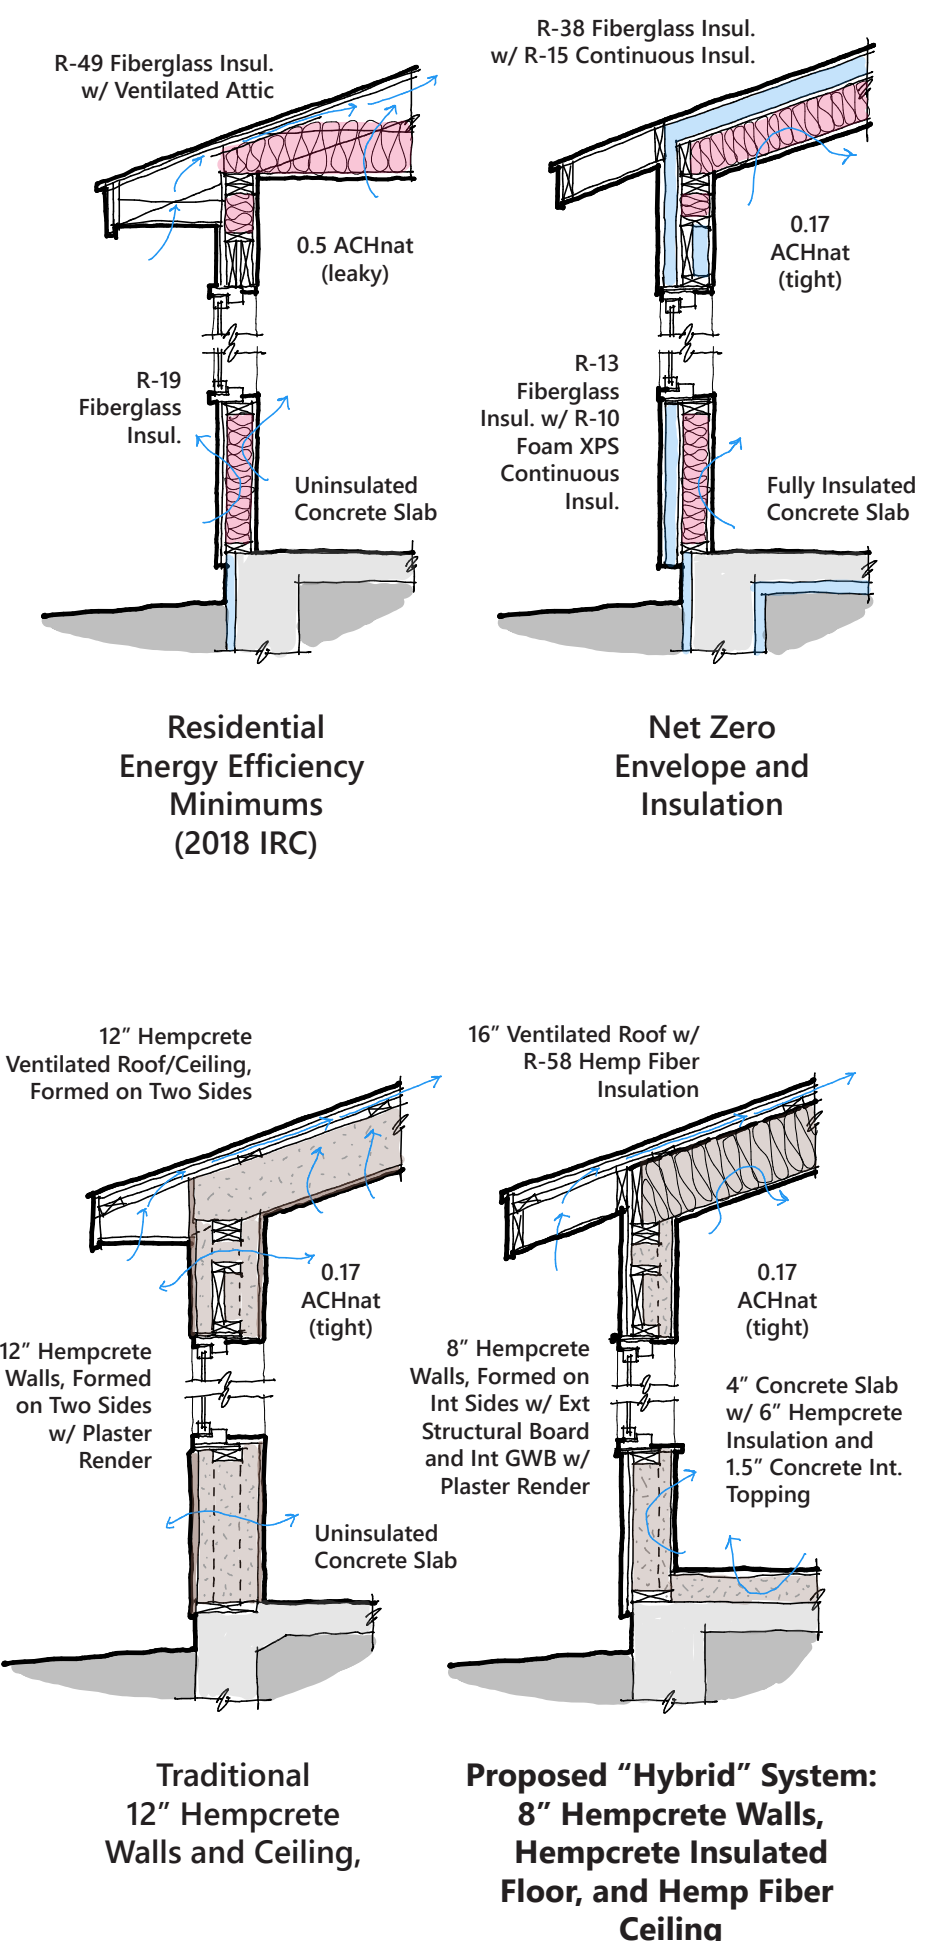 R-49 Fiberglass Insul.
w/ Ventilated Attic
0.5 ACHnat
(leaky)
R-19
Fiberglass
Insul.
Uninsulated
Concrete Slab
Residential
Energy Efficiency
Minimums
(2018 IRC)
R-38 Fiberglass Insul.
w/ R-15 Continuous Insul.
0.17
ACHnat
(tight)
R-13
Fiberglass
Insul. w/ R-10
Foam XPS
Continuous
Insul.
Fully Insulated
Concrete Slab
Net Zero
Envelope and
Insulation
12” Hempcrete
Ventilated Roof/Ceiling,
Formed on Two Sides
0.17
ACHnat
(tight)
12” Hempcrete
Walls, Formed
on Two Sides
w/ Plaster
Render
Uninsulated
Concrete Slab
Traditional
12” Hempcrete
Walls and Ceiling,
16” Ventilated Roof w/
R-58 Hemp Fiber
Insulation
0.17
ACHnat
(tight)
8” Hempcrete
Walls, Formed on
Int Sides w/ Ext
Structural Board
and Int GWB w/
Plaster Render
4” Concrete Slab
w/ 6” Hempcrete
Insulation and
1.5” Concrete Int.
Topping
Proposed “Hybrid” System:
8” Hempcrete Walls,
Hempcrete Insulated
Floor, and Hemp Fiber
Ceiling